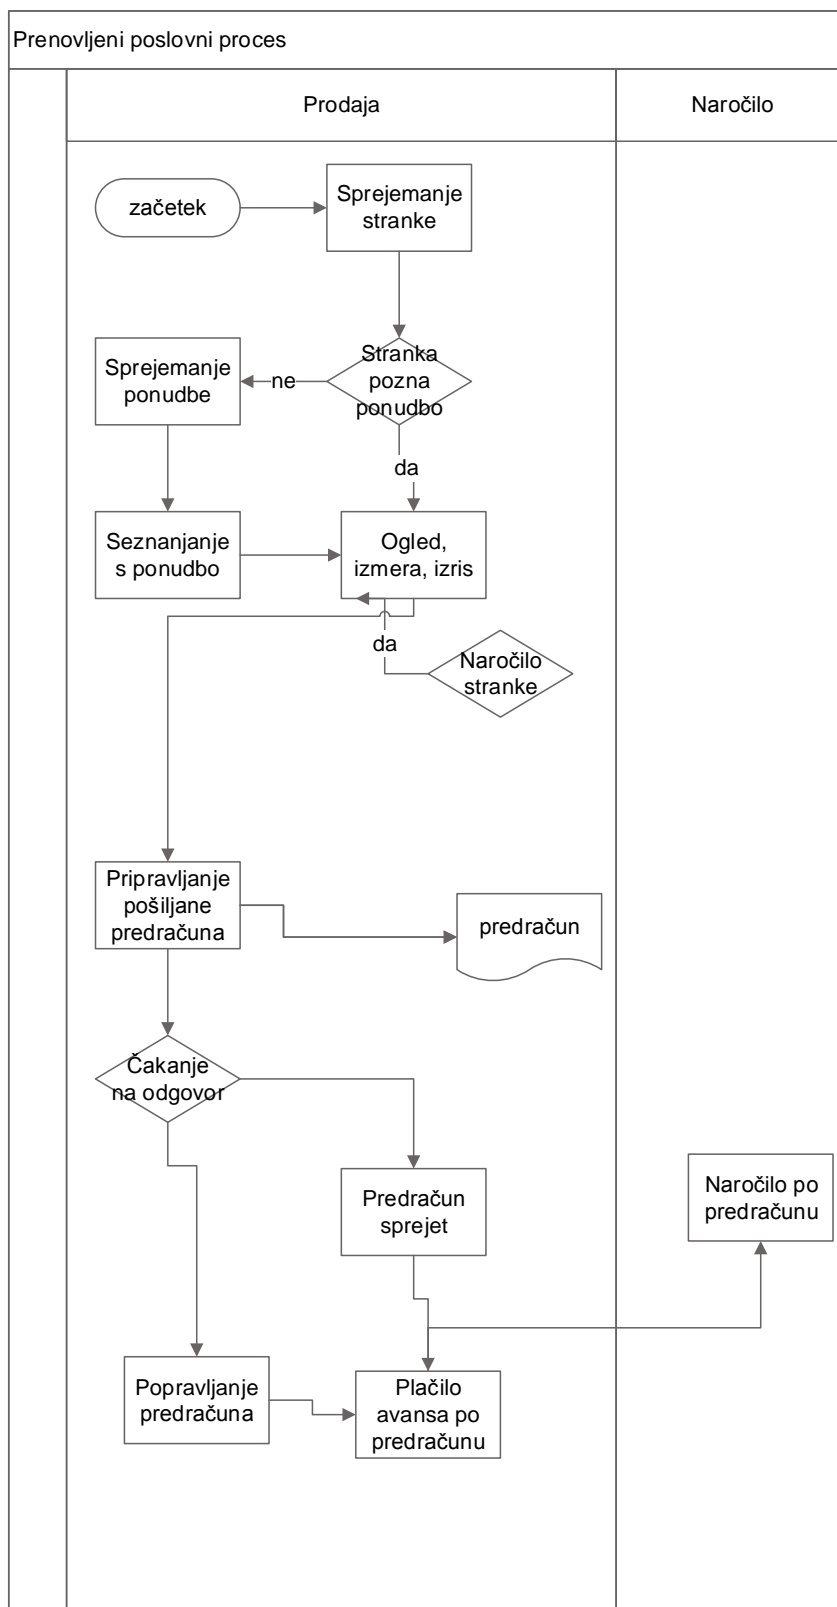 Prenovljeni poslovni proces
Prodaja
Naročilo
začetek
Sprejemanje
stranke
Stranka
pozna
ponudbo
ne
Sprejemanje
ponudbe
da
Seznanjanje
s ponudbo
Ogled,
izmera, izris
da
Naročilo
stranke
Pripravljanje
pošiljane
predračuna
predračun
Čakanje
na odgovor
Predračun
sprejet
Naročilo po
predračunu
Popravljanje
predračuna
Plačilo
avansa po
predračunu